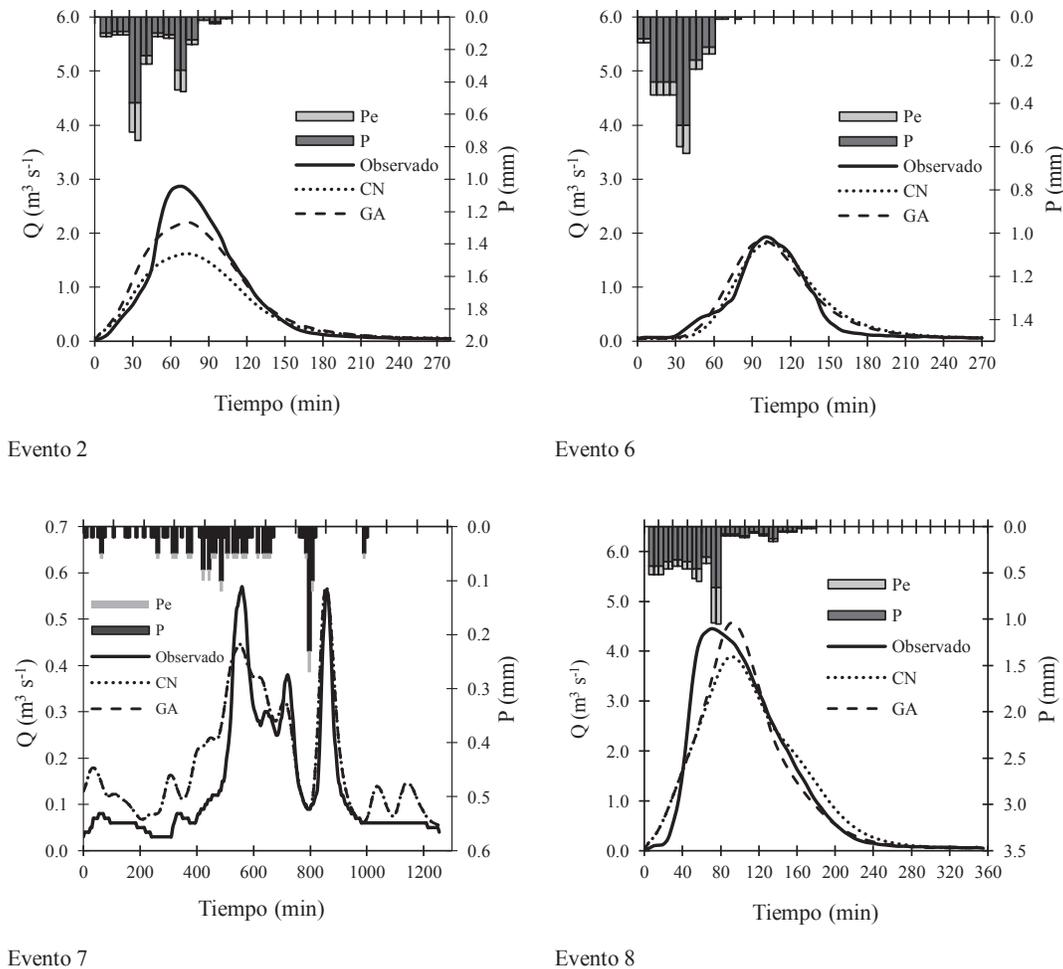 6.0
5.0
4.0
3.0
2.0
1.0
0.0
Q (m³ s⁻¹)
0.0
0.2
0.4
0.6
0.8
1.0
1.2
1.4
1.6
1.8
2.0
P (mm)
Pe
P
Observado
CN
GA
0 30 60 90 120 150 180 210 240 270
Tiempo (min)
Evento 2
6.0
5.0
4.0
3.0
2.0
1.0
0.0
Q (m³ s⁻¹)
0.0
0.2
0.4
0.6
0.8
1.0
1.2
1.4
P (mm)
Pe
P
Observado
CN
GA
0 30 60 90 120 150 180 210 240 270
Tiempo (min)
Evento 6
0.7
0.6
0.5
0.4
0.3
0.2
0.1
0.0
Q (m³ s⁻¹)
0.0
0.1
0.2
0.3
0.4
0.5
0.6
P (mm)
Pe
P
Observado
CN
GA
0 200 400 600 800 1000 1200
Tiempo (min)
Evento 7
6.0
5.0
4.0
3.0
2.0
1.0
0.0
Q (m³ s⁻¹)
0.0
0.5
1.0
1.5
2.0
2.5
3.0
3.5
P (mm)
Pe
P
Observado
CN
GA
0 40 80 120 160 200 240 280 320 360
Tiempo (min)
Evento 8